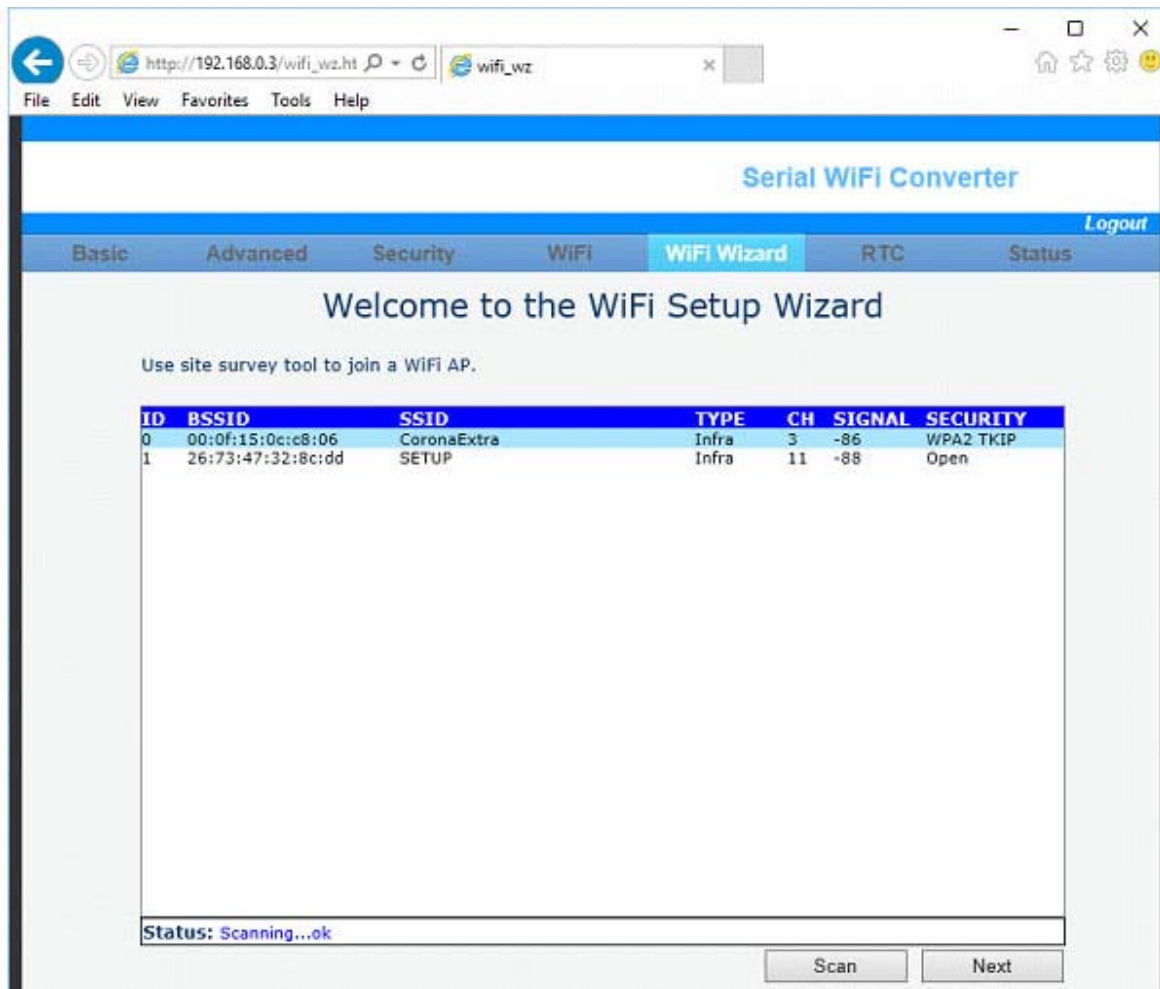 http://192.168.0.3/wifi_wz.ht
wifi_wz
File Edit View Favorites Tools Help
Serial WiFi Converter
Logout
Basic Advanced Security WiFi WiFi Wizard RTC Status
Welcome to the WiFi Setup Wizard
Use site survey tool to join a WiFi AP.
ID BSSID SSID TYPE CH SIGNAL SECURITY
0 00:0f:15:0c:c8:06 CoronaExtra Infra 3 -86 WPA2 TKIP
1 26:73:47:32:8c:dd SETUP Infra 11 -88 Open
Status: Scanning...ok
Scan Next